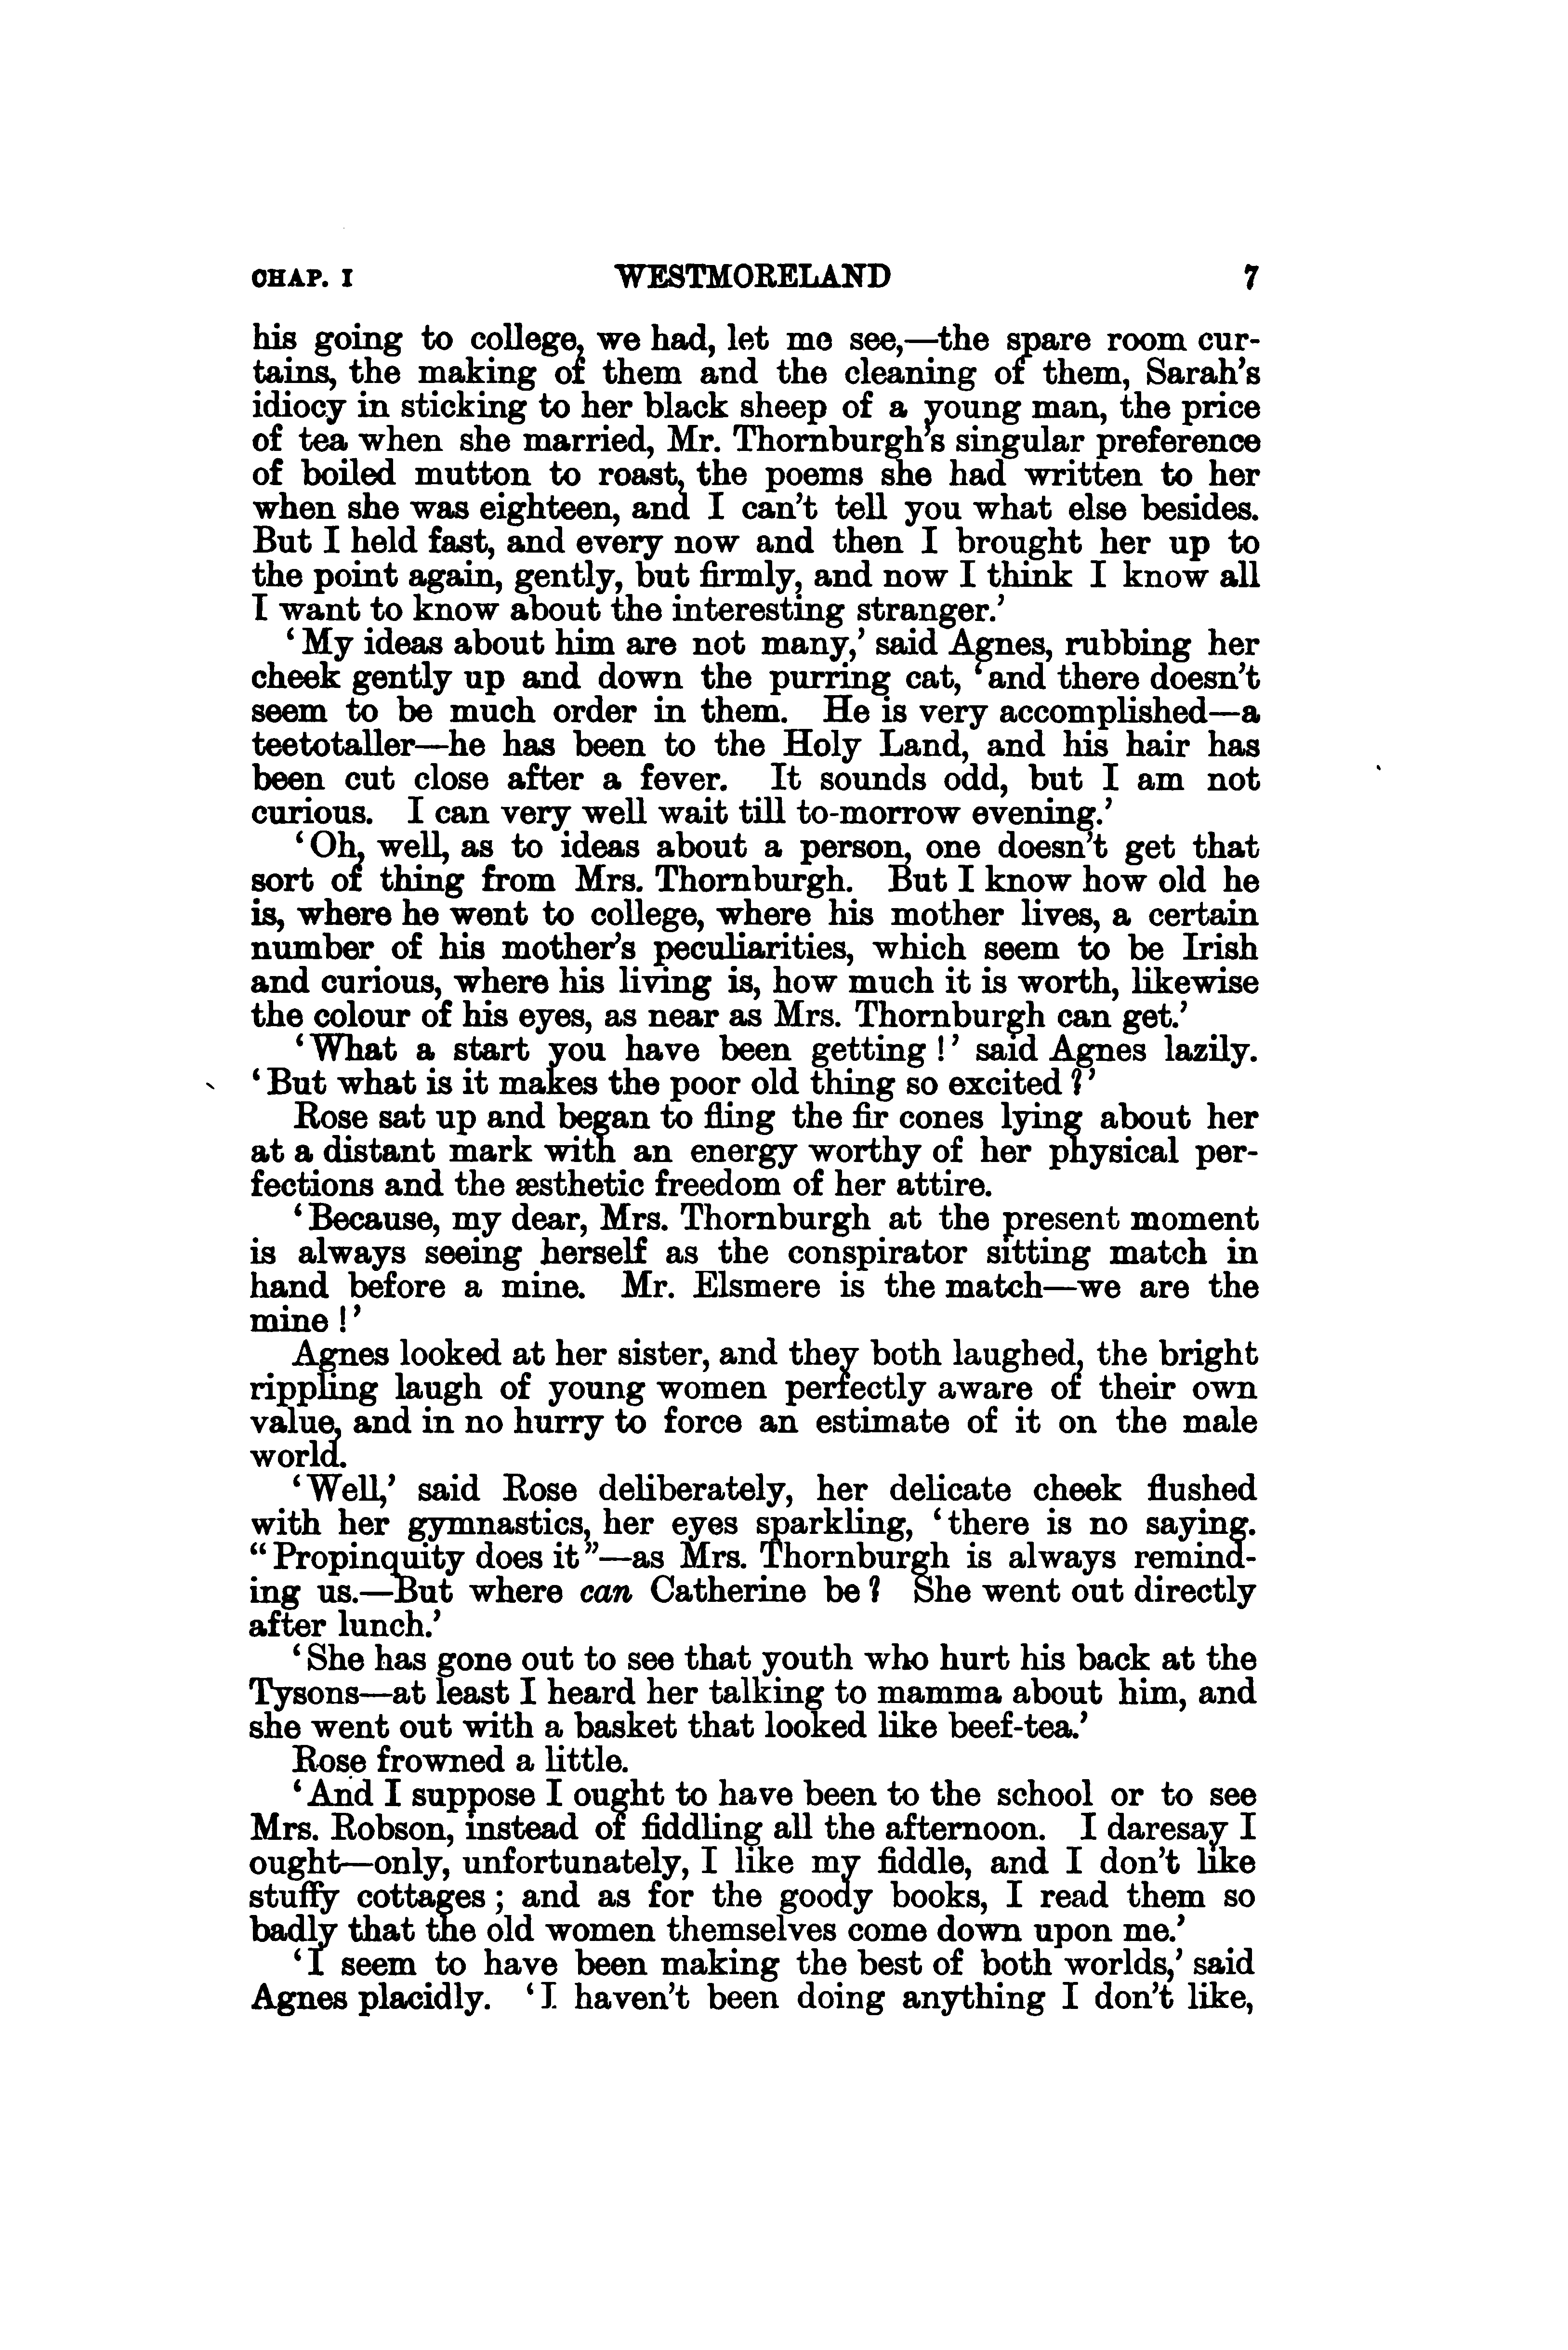 CHAP. I WESTMORELAND 7
his going to college, we had, let me see,—the spare room cur-
tains, the making of them and the cleaning of them, Sarah's
idiocy in sticking to her black sheep of a young man, the price
of tea when she married, Mr. Thornburgh's singular preference
of boiled mutton to roast, the poems she had written to her
when she was eighteen, and I can't tell you what else besides.
But I held fast, and every now and then I brought her up to
the point again, gently, but firmly, and now I think I know all
I want to know about the interesting stranger.'
'My ideas about him are not many,' said Agnes, rubbing her
cheek gently up and down the purring cat, 'and there doesn't
seem to be much order in them. He is very accomplished—a
teetotaller—he has been to the Holy Land, and his hair has
been cut close after a fever. It sounds odd, but I am not
curious. I can very well wait till to-morrow evening.'
'Oh, well, as to ideas about a person, one doesn't get that
sort of thing from Mrs. Thornburgh. But I know how old he
is, where he went to college, where his mother lives, a certain
number of his mother's peculiarities, which seem to be Irish
and curious, where his living is, how much it is worth, likewise
the colour of his eyes, as near as Mrs. Thornburgh can get.'
'What a start you have been getting!' said Agnes lazily.
'But what is it makes the poor old thing so excited?'
Rose sat up and began to fling the fir cones lying about her
at a distant mark with an energy worthy of her physical per-
fections and the æsthetic freedom of her attire.
'Because, my dear, Mrs. Thornburgh at the present moment
is always seeing herself as the conspirator sitting match in
hand before a mine. Mr. Elsmere is the match—we are the
mine!'
Agnes looked at her sister, and they both laughed, the bright
rippling laugh of young women perfectly aware of their own
value, and in no hurry to force an estimate of it on the male
world.
'Well,' said Rose deliberately, her delicate cheek flushed
with her gymnastics, her eyes sparkling, 'there is no saying.
"Propinquity does it"—as Mrs. Thornburgh is always remind-
ing us.—But where can Catherine be? She went out directly
after lunch.'
'She has gone out to see that youth who hurt his back at the
Tysons—at least I heard her talking to mamma about him, and
she went out with a basket that looked like beef-tea.'
Rose frowned a little.
'And I suppose I ought to have been to the school or to see
Mrs. Robson, instead of fiddling all the afternoon. I daresay I
ought—only, unfortunately, I like my fiddle, and I don't like
stuffy cottages; and as for the goody books, I read them so
badly that the old women themselves come down upon me.'
'I seem to have been making the best of both worlds,' said
Agnes placidly. 'I haven't been doing anything I don't like,